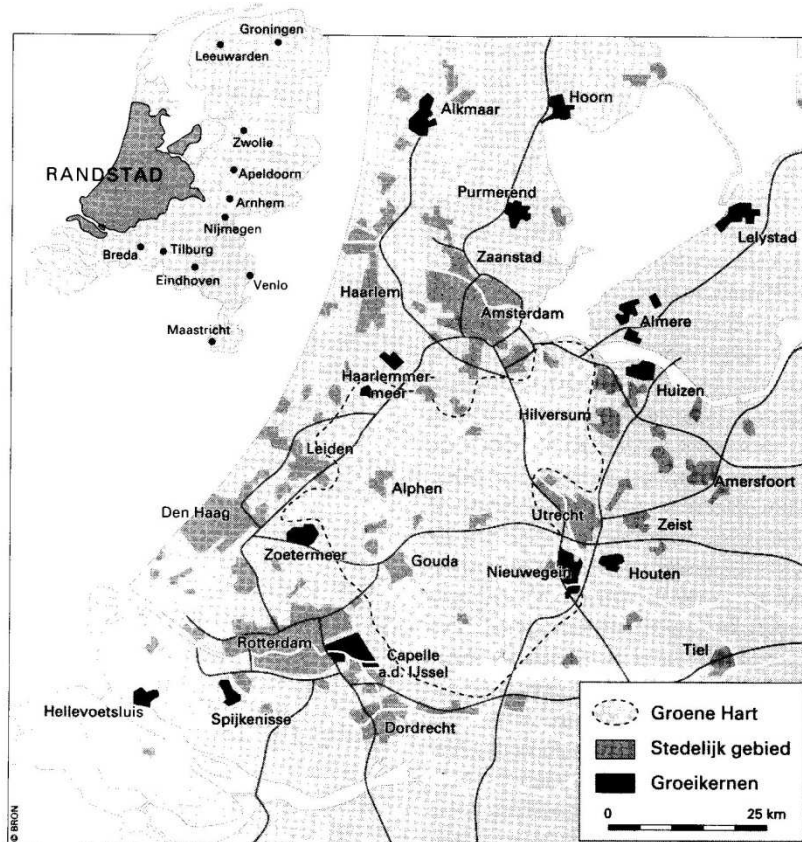 Groningen
Leeuwarden
Zwolle
RANDSTAD
Apeldoorn
Arnhem
Nijmegen
Breda
Tilburg
Eindhoven
Venlo
Maastricht
Alkmaar
Hoorn
Purmerend
Lelystad
Zaanstad
Haarlem
Amsterdam
Almere
Haarlemmer-
meer
Huizen
Hilversum
Leiden
Alphen
Amersfoort
Den Haag
Utrecht
Zeist
Zoetermeer
Gouda
Nieuwegein
Houten
Rotterdam
Capelle
a.d. IJssel
Tiel
Hellevoetsluis
Spijkenisse
Dordrecht
Groene Hart
Stedelijk gebied
Groeikernen
0 25 km
© BRON